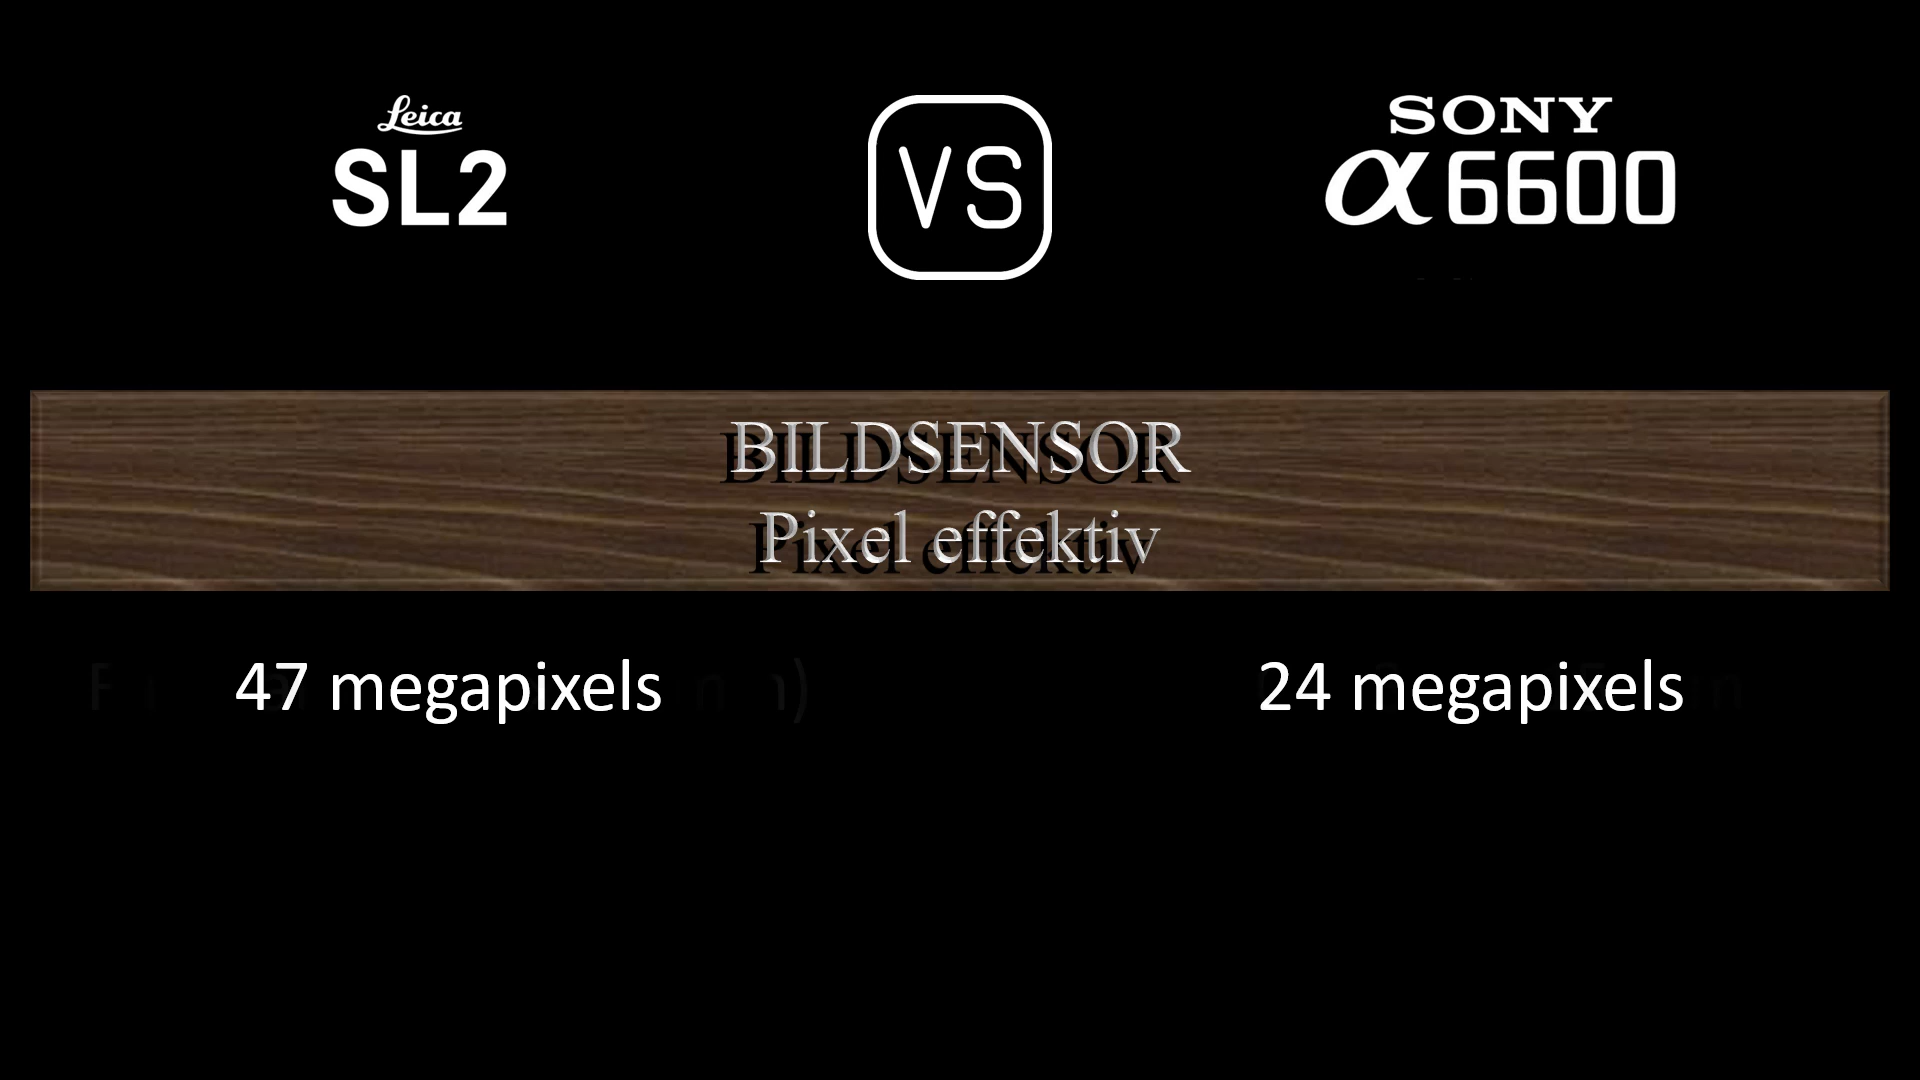 Leica
SL2
VS
SONY
α6600
BILDSENSOR
Pixel effektiv
47 megapixels
24 megapixels